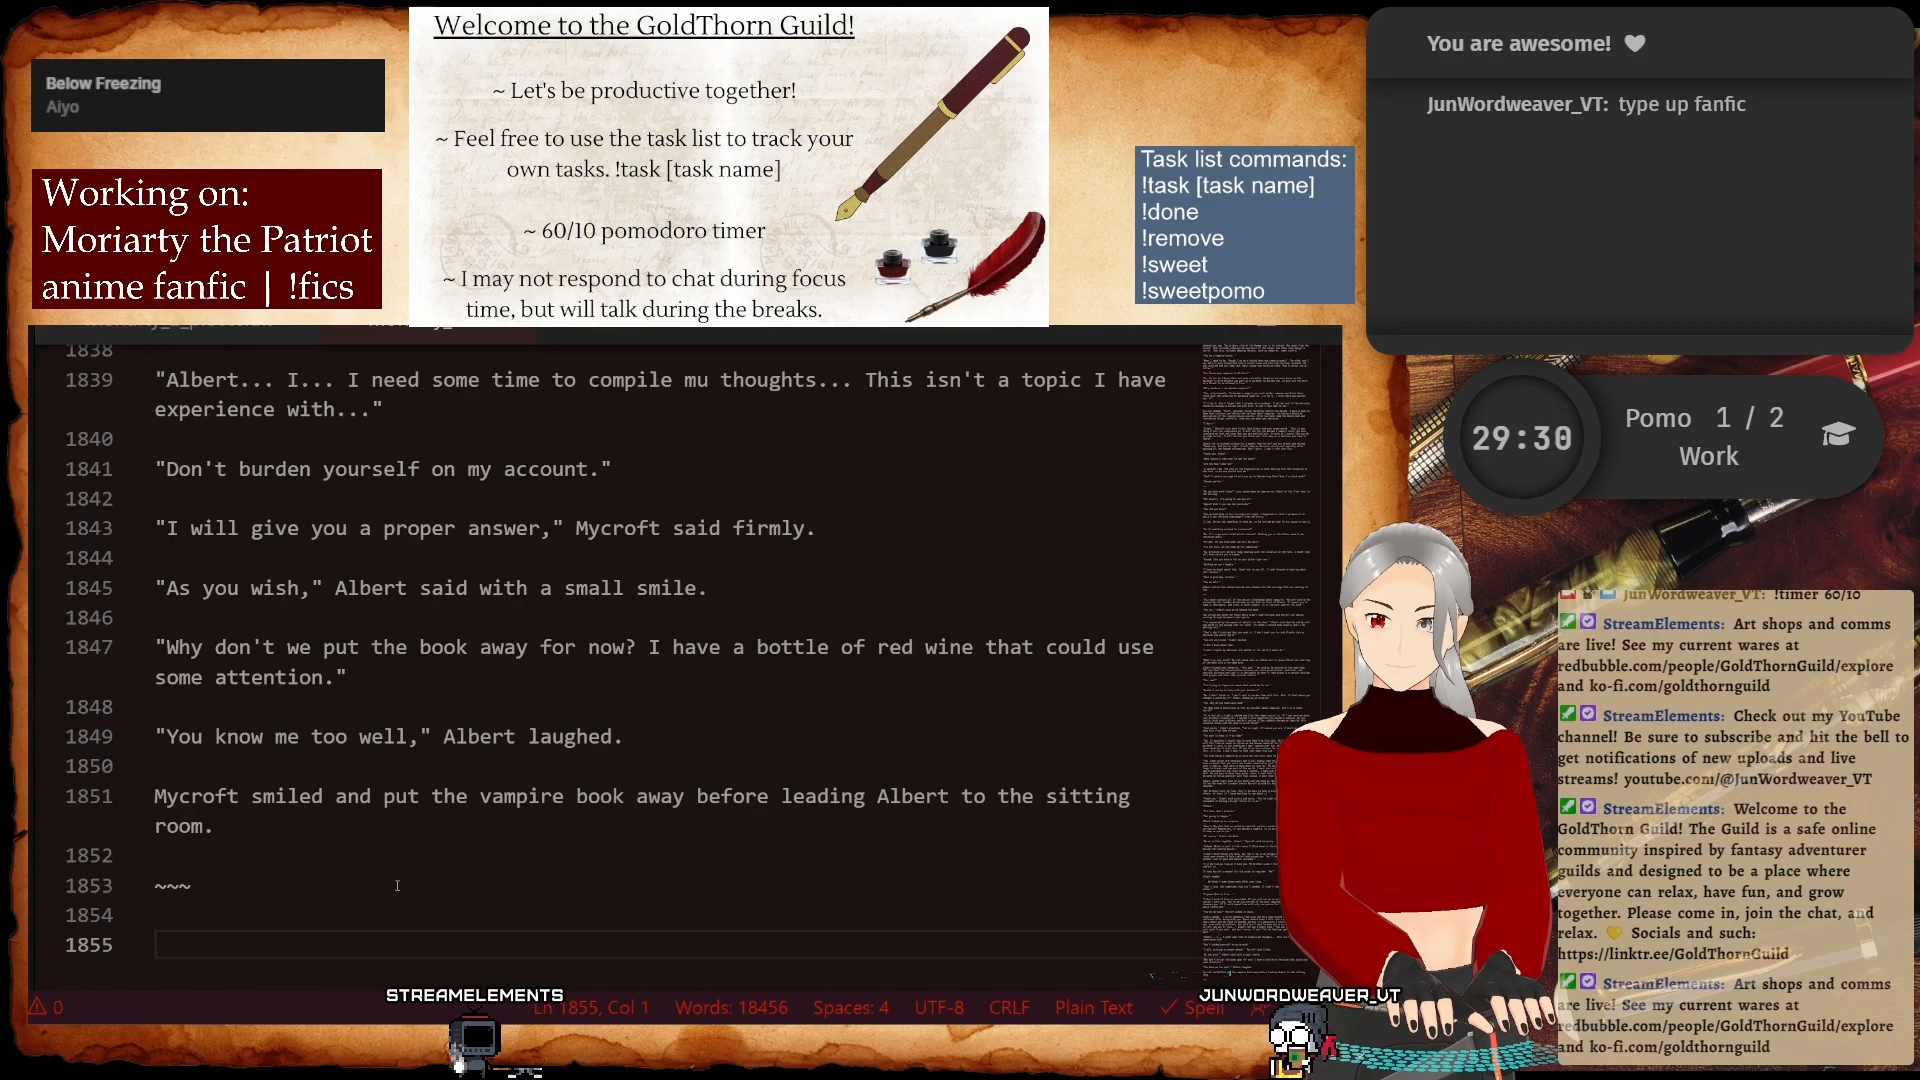 Welcome to the GoldThorn Guild!
~ Let's be productive together!
~ Feel free to use the task list to track your
own tasks. !task [task name]
~ 60/10 pomodoro timer
~ I may not respond to chat during focus
time, but will talk during the breaks.
Below Freezing
Aiyo
Working on:
Moriarty the Patriot
anime fanfic | !fics
Task list commands:
!task [task name]
!done
!remove
!sweet
!sweetpomo
You are awesome!
JunWordweaver_VT: type up fanfic
29:30
Pomo 1 / 2
Work
1838
1839 "Albert... I... I need some time to compile mu thoughts... This isn't a topic I have
experience with..."
1840
1841 "Don't burden yourself on my account."
1842
1843 "I will give you a proper answer," Mycroft said firmly.
1844
1845 "As you wish," Albert said with a small smile.
1846
1847 "Why don't we put the book away for now? I have a bottle of red wine that could use
some attention."
1848
1849 "You know me too well," Albert laughed.
1850
1851 Mycroft smiled and put the vampire book away before leading Albert to the sitting
room.
1852
1853 ~~~
1854
1855
0
Ln 1855, Col 1 Words: 18456 Spaces: 4 UTF-8 CRLF Plain Text Spell
STREAMELEMENTS
JUNWORDWEAVER_VT
JunWordweaver_VT: !timer 60/10
StreamElements: Art shops and comms
are live! See my current wares at
redbubble.com/people/GoldThornGuild/explore
and ko-fi.com/goldthornguild
StreamElements: Check out my YouTube
channel! Be sure to subscribe and hit the bell to
get notifications of new uploads and live
streams! youtube.com/@JunWordweaver_VT
StreamElements: Welcome to the
GoldThorn Guild! The Guild is a safe online
community inspired by fantasy adventurer
guilds and designed to be a place where
everyone can relax, have fun, and grow
together. Please come in, join the chat, and
relax. Socials and such:
https://linktr.ee/GoldThornGuild
StreamElements: Art shops and comms
are live! See my current wares at
redbubble.com/people/GoldThornGuild/explore
and ko-fi.com/goldthornguild